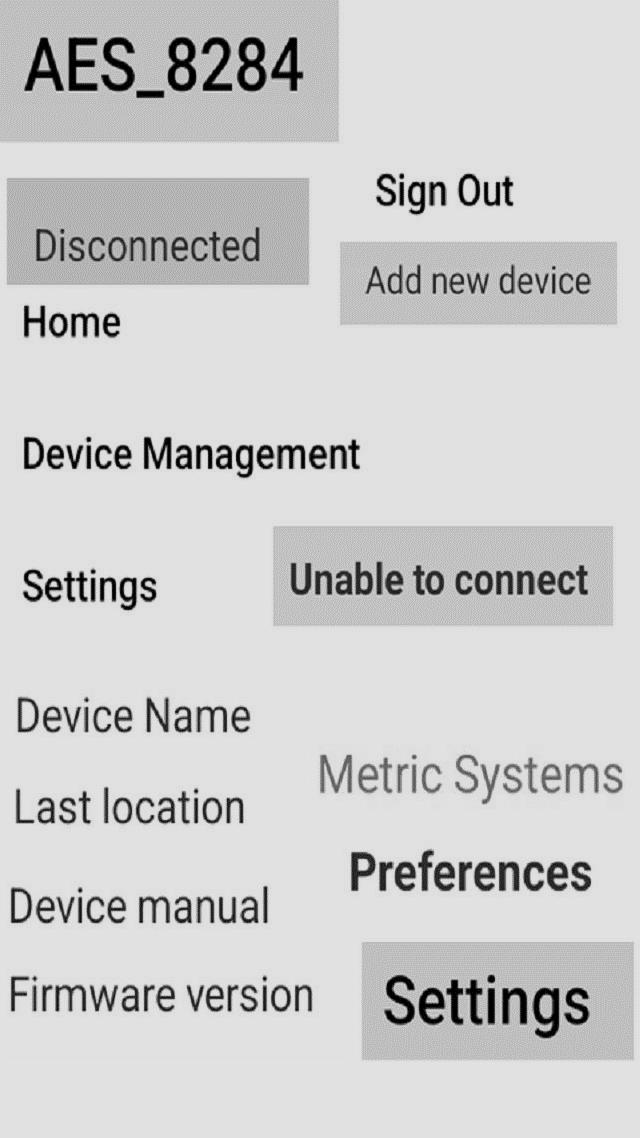 AES_8284
Sign Out
Disconnected
Add new device
Home
Device Management
Settings
Unable to connect
Device Name
Metric Systems
Last location
Preferences
Device manual
Firmware version
Settings